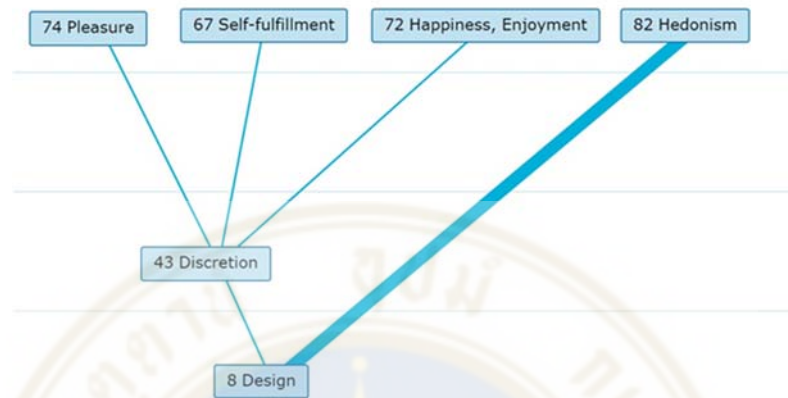 74 Pleasure
67 Self-fulfillment
72 Happiness, Enjoyment
82 Hedonism
43 Discretion
8 Design